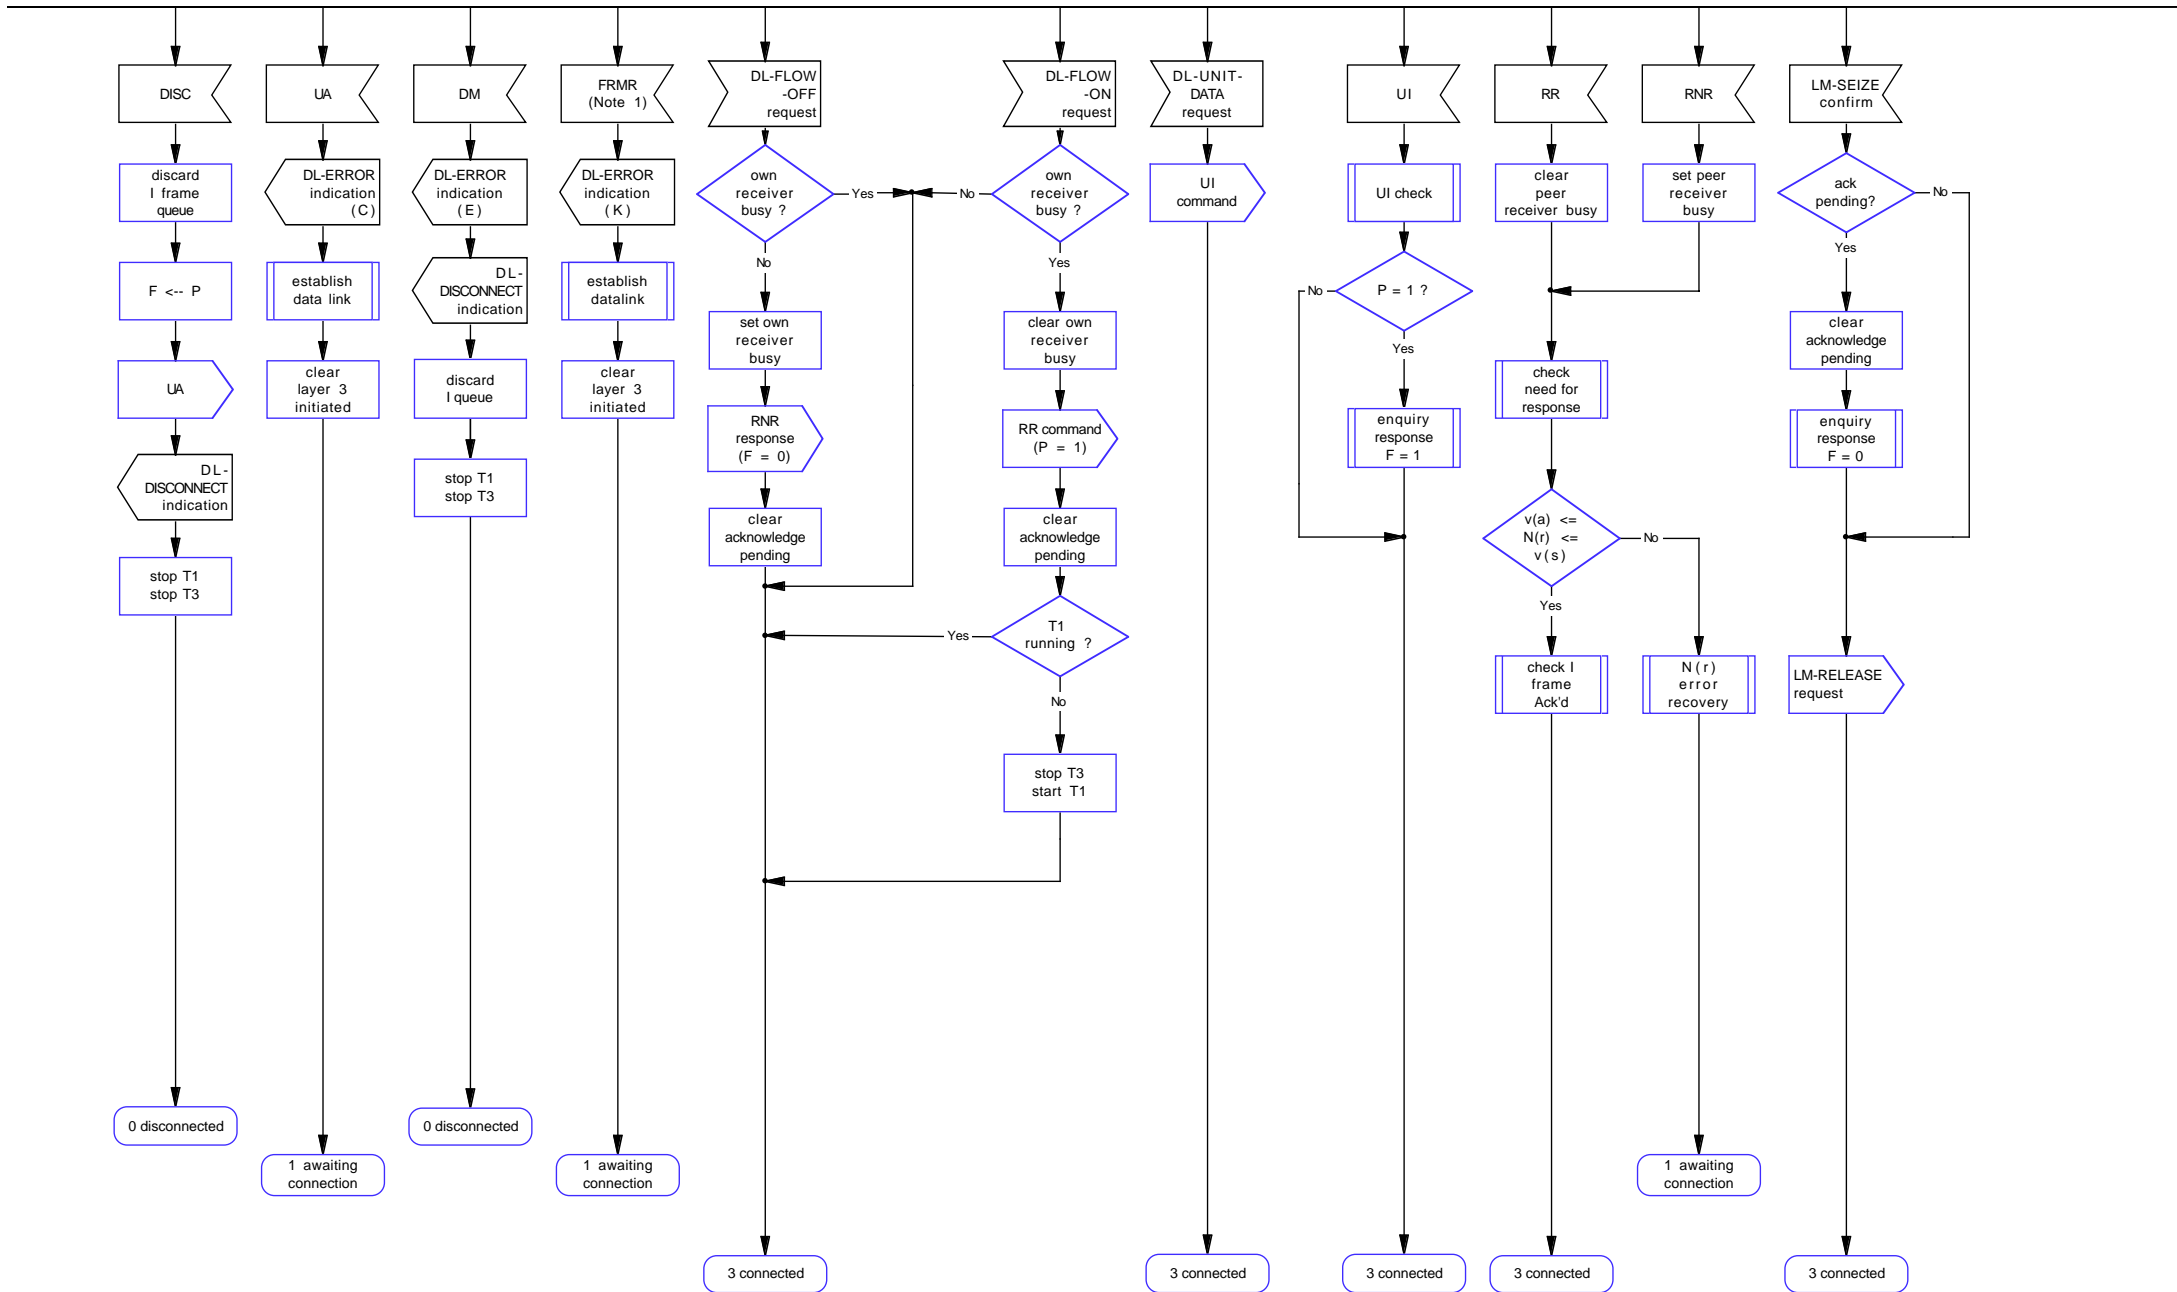 DISC
discard
I frame
queue
F <-- P
UA
DL-
DISCONNECT
indication
stop T1
stop T3
0 disconnected
UA
DL-ERROR
indication
(C)
establish
data link
clear
layer 3
initiated
1 awaiting
connection
DM
DL-ERROR
indication
(E)
DL-
DISCONNECT
indication
discard
I queue
stop T1
stop T3
0 disconnected
FRMR
(Note 1)
DL-ERROR
indication
(K)
establish
datalink
clear
layer 3
initiated
1 awaiting
connection
DL-FLOW
-OFF
request
own
receiver
busy ?
Yes
No
set own
receiver
busy
RNR
response
(F = 0)
clear
acknowledge
pending
3 connected
DL-FLOW
-ON
request
own
receiver
busy ?
No
Yes
clear own
receiver
busy
RR command
(P = 1)
clear
acknowledge
pending
T1
running ?
Yes
No
stop T3
start T1
DL-UNIT-
DATA
request
UI
command
3 connected
UI
UI check
P = 1 ?
No
Yes
enquiry
response
F = 1
3 connected
RR
clear
peer
receiver busy
check
need for
response
v(a) <=
N(r) <=
v(s)
No
Yes
check I
frame
Ack'd
3 connected
RNR
set peer
receiver
busy
N(r)
error
recovery
1 awaiting
connection
LM-SEIZE
confirm
ack
pending?
No
Yes
clear
acknowledge
pending
enquiry
response
F = 0
LM-RELEASE
request
3 connected